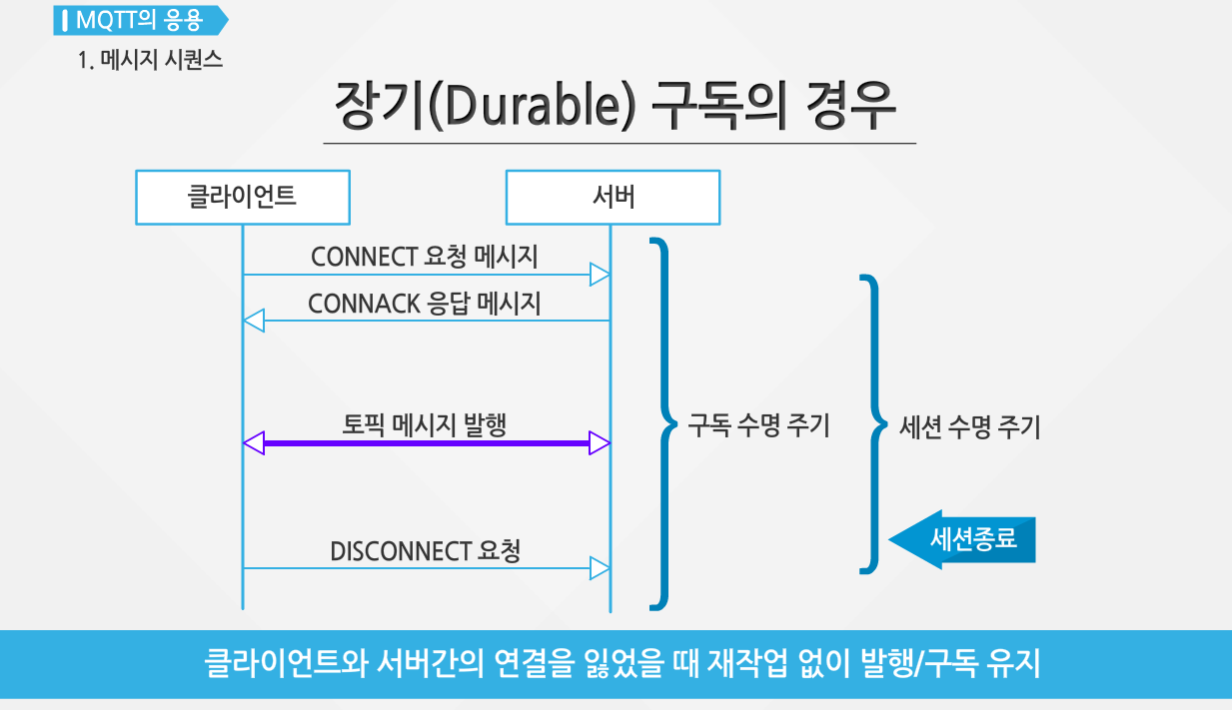 MQTT의 응용
1. 메시지 시퀀스
장기(Durable) 구독의 경우
클라이언트
서버
CONNECT 요청 메시지
CONNACK 응답 메시지
토픽 메시지 발행
구독 수명 주기
세션 수명 주기
세션종료
DISCONNECT 요청
클라이언트와 서버간의 연결을 잃었을 때 재작업 없이 발행/구독 유지